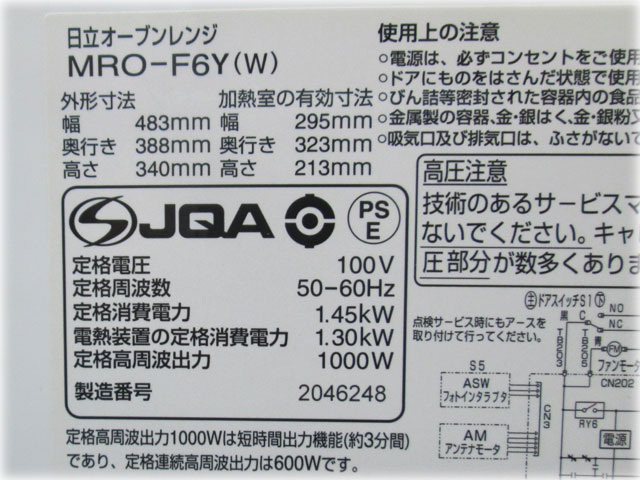 日立オーブンレンジ
MRO-F6Y(W)
外形寸法 加熱室の有効寸法
幅 483mm 幅 295mm
奥行き 388mm 奥行き 323mm
高さ 340mm 高さ 213mm
JQA PSE
定格電圧 100V
定格周波数 50-60Hz
定格消費電力 1.45kW
電熱装置の定格消費電力 1.30kW
定格高周波出力 1000W
製造番号 2046248
定格高周波出力1000Wは短時間出力機能(約3分間)
であり、定格連続高周波出力は600Wです。
使用上の注意
○電源は、必ずコンセントをご使用
○ドアにものをはさんだ状態で使用
○びん詰等密封された容器内の食品
○金属製の容器、金・銀はく、金・銀粉
○吸気口及び排気口は、ふさがないで
高圧注意
技術のあるサービスマ
ないでください。キャ
圧部分が数多くありま
主 ドアスイッチS1 下
黒 C NO
NC
青
点検サービス時にもアースを
取り付けて行ってください。
TB203
TB205
FM
ファンモータ
CN202
S5
ASW
フォトインタラプタ
CN3
RY6
電源
AM
アンテナモータ